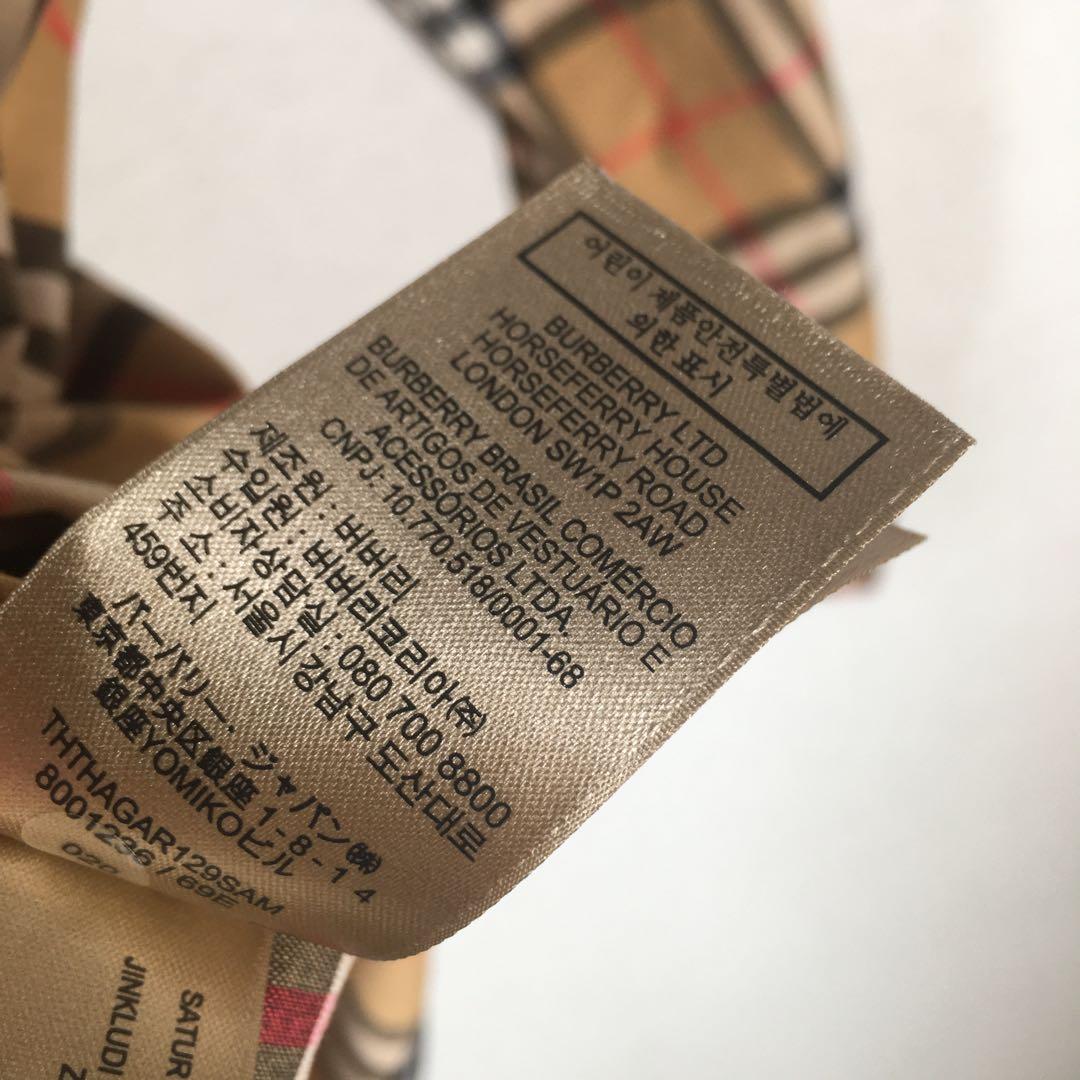 어린이 제품안전특별법에
의한 표시
BURBERRY LTD
HORSEFERRY HOUSE
HORSEFERRY ROAD
LONDON SW1P 2AW
BURBERRY BRASIL COMÉRCIO
DE ARTIGOS DE VESTUÁRIO E
ACESSÓRIOS LTDA.
CNPJ: 10.770.518/0001-68
제조원 : 버버리
수입원 : 버버리코리아(주)
소비자상담실 : 080 700 8800
주 소 : 서울시 강남구 도산대로
459번지
バーバリー、ジャパン㈱
東京都中央区銀座 1-8-14
銀座YOMIKOビル
THTHAGAR129SAM
8001236 / 69E
020
SATUR
JINKLUDI